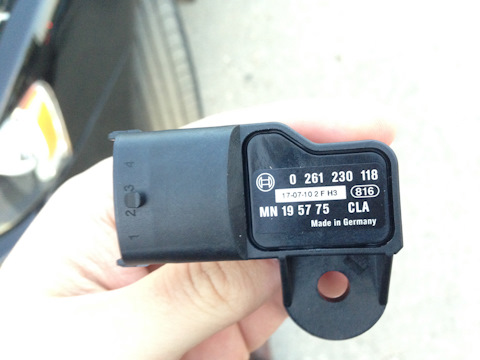 0 261 230 118
17-07-10 2 F H3 816
MN 19 57 75 CLA
Made in Germany
1 2 3 4